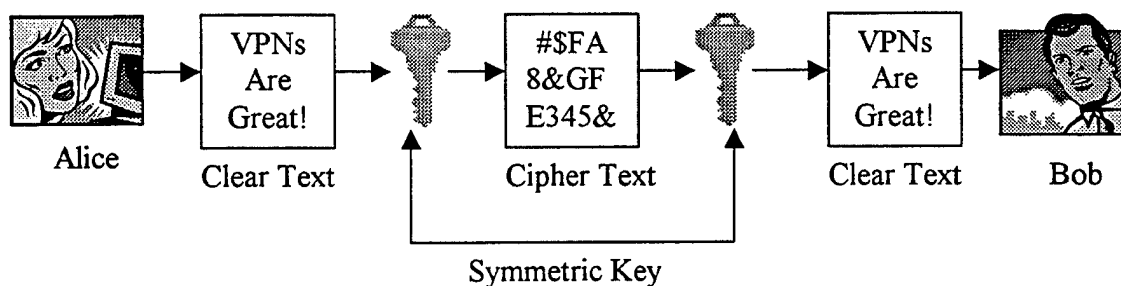 VPNs
Are
Great!
#$FA
8&GF
E345&
VPNs
Are
Great!
Alice
Clear Text
Cipher Text
Clear Text
Bob
Symmetric Key